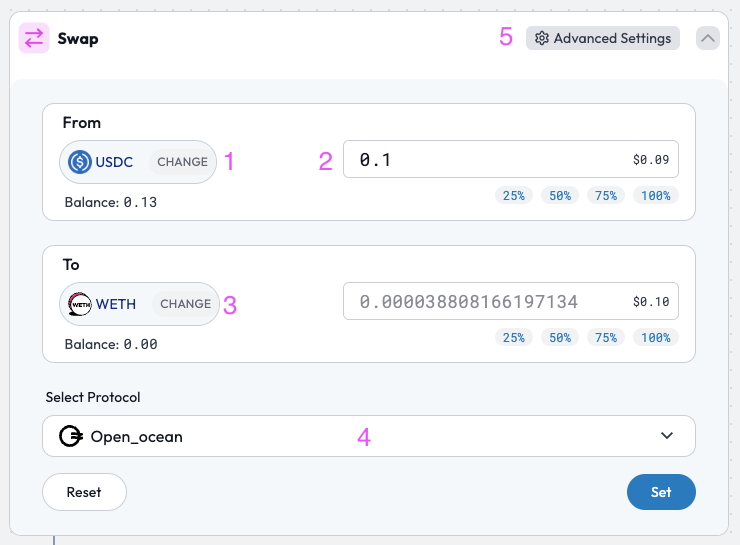 Swap 5 Advanced Settings
From
USDC CHANGE 1 2 0.1 $0.09
Balance: 0.13 25% 50% 75% 100%
To
WETH WETH CHANGE 3 0.000038808166197134 $0.10
Balance: 0.00 25% 50% 75% 100%
Select Protocol
Open_ocean 4
Reset Set